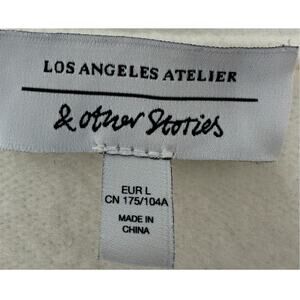 LOS ANGELES ATELIER
& other Stories
EUR L
CN 175/104A
MADE IN
CHINA